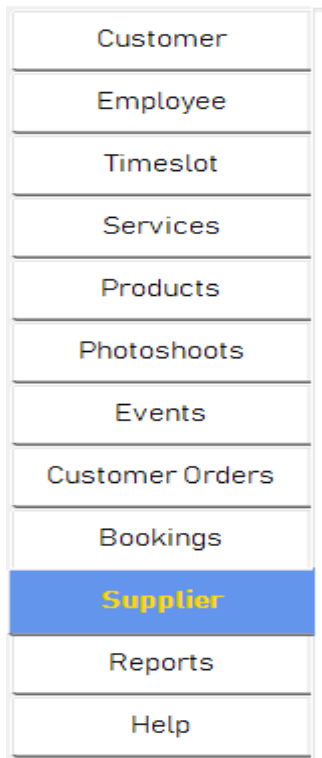 Customer
Employee
Timeslot
Services
Products
Photoshoots
Events
Customer Orders
Bookings
Supplier
Reports
Help